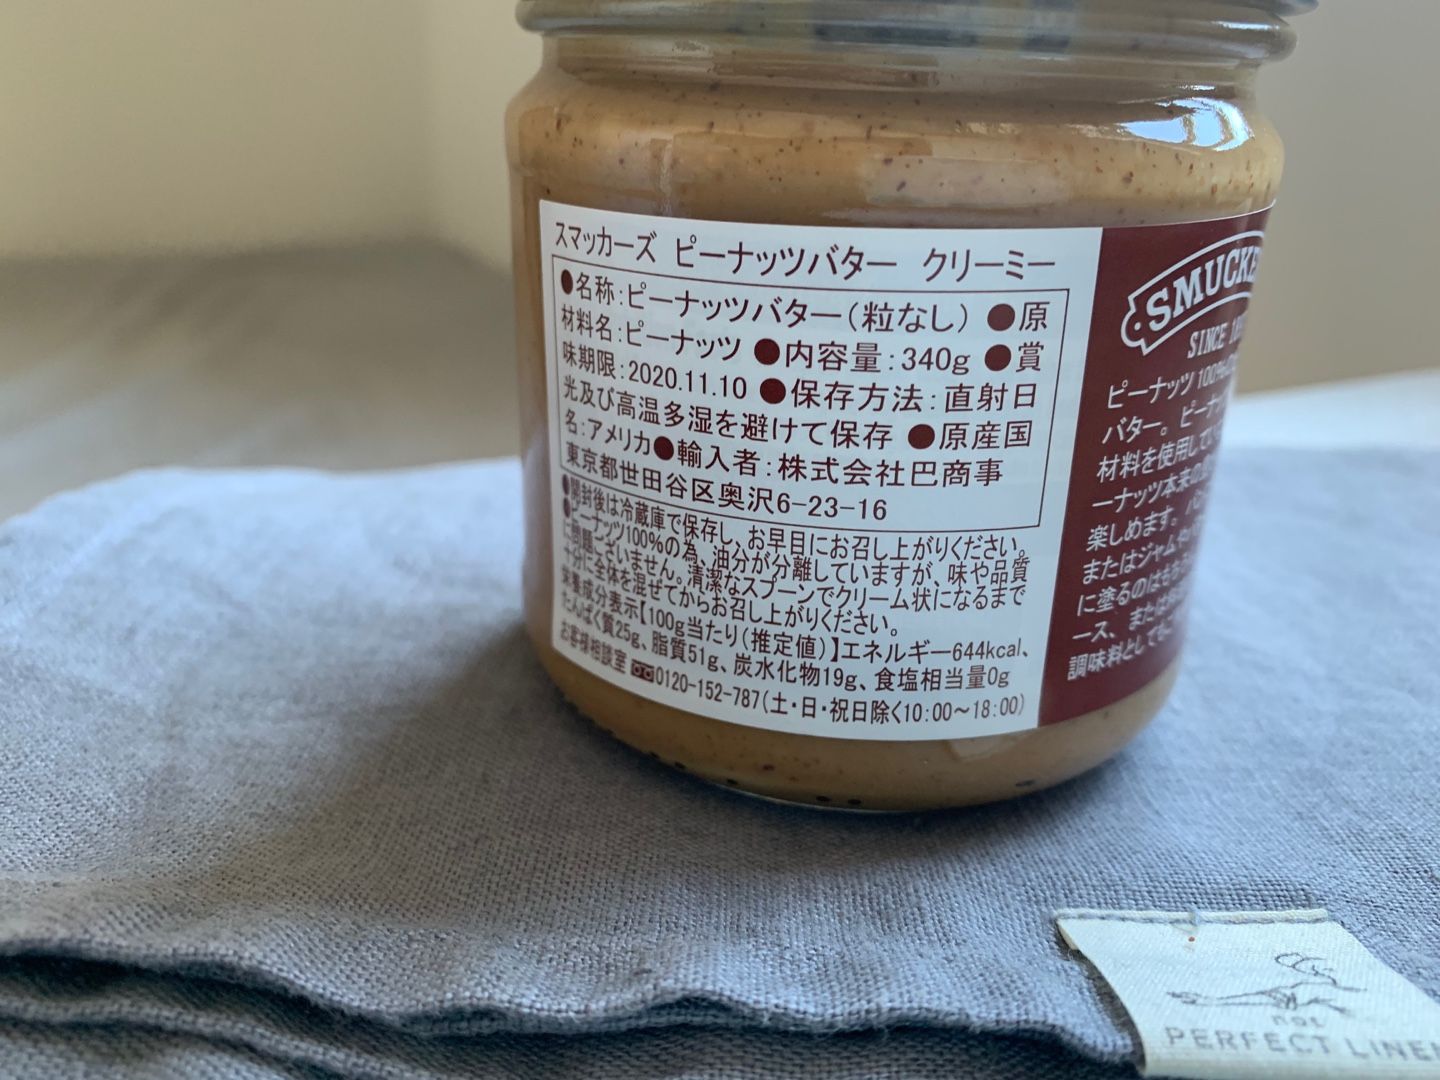 スマッカーズ ピーナッツバター クリーミー
●名称:ピーナッツバター(粒なし) ●原
材料名:ピーナッツ ●内容量:340g ●賞
味期限:2020.11.10 ●保存方法:直射日
光及び高温多湿を避けて保存 ●原産国
名:アメリカ●輸入者:株式会社巴商事
東京都世田谷区奥沢6-23-16
●開封後は冷蔵庫で保存し、お早目にお召し上がりください。
●ピーナッツ100%の為、油分が分離していますが、味や品質
に問題ございません。清潔なスプーンでクリーム状になるまで
十分に全体を混ぜてからお召し上がりください。
栄養成分表示【100g当たり(推定値)】エネルギー644kcal、
たんぱく質25g、脂質51g、炭水化物19g、食塩相当量0g
お客様相談室 0120-152-787(土・日・祝日除く10:00〜18:00)
SINCE
ピーナッツ 100%
バター。
材料を使用して
ーナッツ本来の
楽しめます。
またはジャムや
に塗るのはもち
ース、または
調味料としても
not
PERFECT LINEN